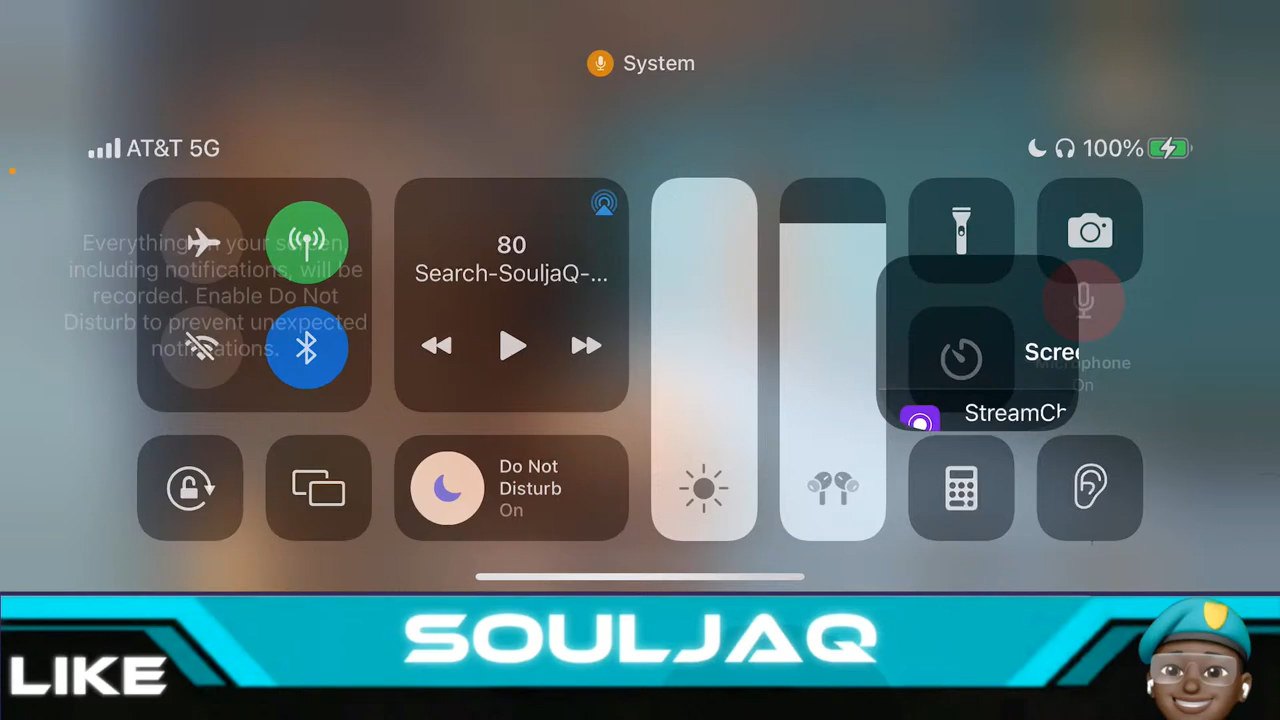 System
AT&T 5G
100%
Everything on your screen,
including notifications, will be
recorded. Enable Do Not
Disturb to prevent unexpected
notifications.
80
Search-SouljaQ-...
Do Not
Disturb
On
Scree
StreamCh
Microphone
On
SOULJAQ
LIKE